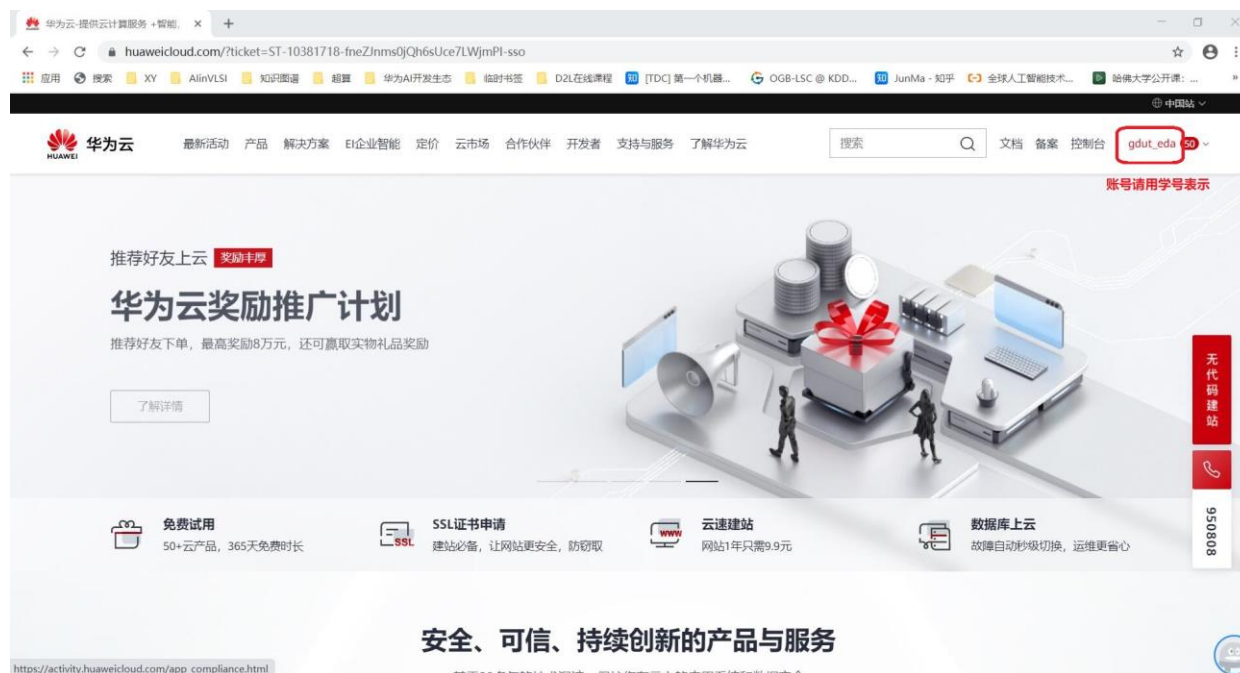 华为云-提供云计算服务 +智能,
huaweicloud.com/?ticket=ST-10381718-fneZJnms0jQh6sUce7LWjmPI-sso
应用 搜索 XY AlinVLSI 知识图谱 超算 华为AI开发生态 临时书签 D2L在线课程 知 [TDC] 第一个机器... OGB-LSC @ KDD... 知 JunMa - 知乎 全球人工智能技术... 哈佛大学公开课: ... »
中国站
HUAWEI 华为云 最新活动 产品 解决方案 EI企业智能 定价 云市场 合作伙伴 开发者 支持与服务 了解华为云 搜索 文档 备案 控制台 gdut_eda 50
账号请用学号表示
推荐好友上云 奖励丰厚
华为云奖励推广计划
推荐好友下单，最高奖励8万元，还可赢取实物礼品奖励
了解详情
无代码建站
950808
免费试用
50+云产品，365天免费时长
SSL
SSL证书申请
建站必备，让网站更安全，防窃取
www
云速建站
网站1年只需9.9元
数据库上云
故障自动秒级切换，运维更省心
安全、可信、持续创新的产品与服务
https://activity.huaweicloud.com/app_compliance.html